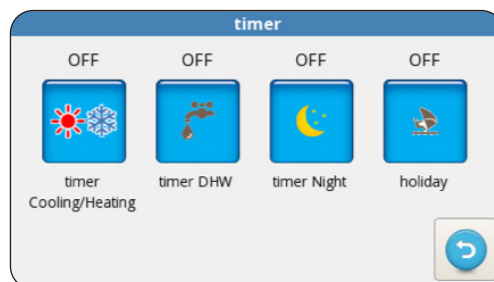 timer
OFF OFF OFF OFF
timer Cooling/Heating
timer DHW
timer Night
holiday